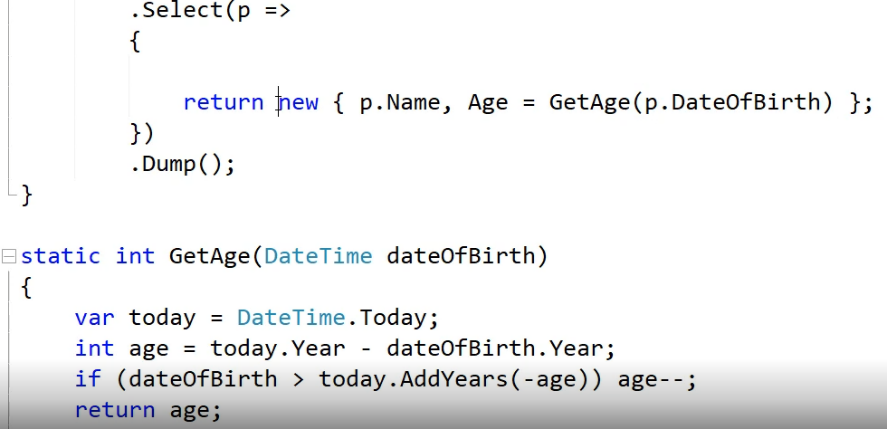 .Select(p =>
{
return new { p.Name, Age = GetAge(p.DateOfBirth) };
})
.Dump();
}
static int GetAge(DateTime dateOfBirth)
{
var today = DateTime.Today;
int age = today.Year - dateOfBirth.Year;
if (dateOfBirth > today.AddYears(-age)) age--;
return age;